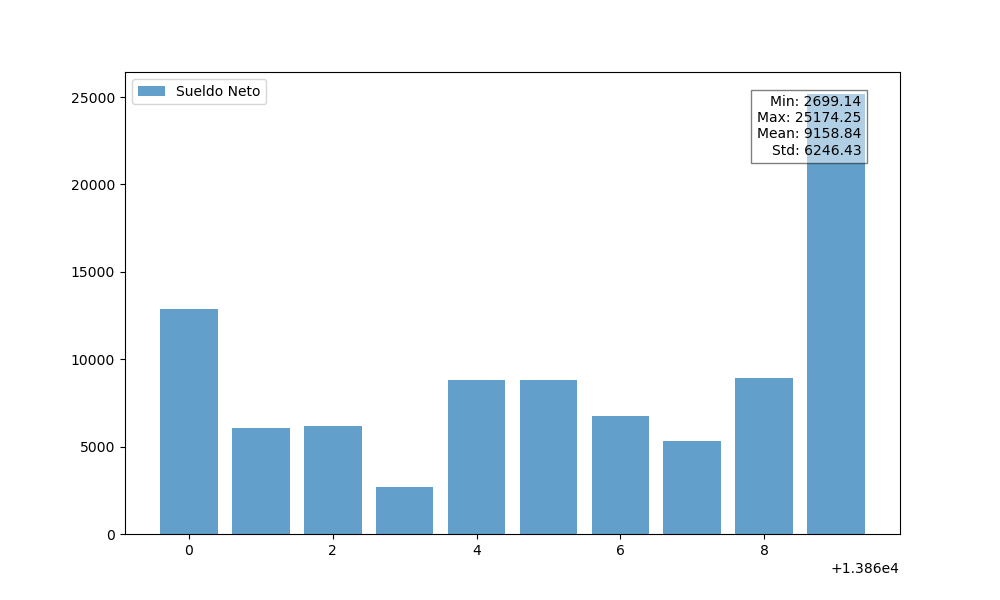 Sueldo Neto
Min: 2699.14
Max: 25174.25
Mean: 9158.84
Std: 6246.43
25000
20000
15000
10000
5000
0
0 2 4 6 8
+1.386e4